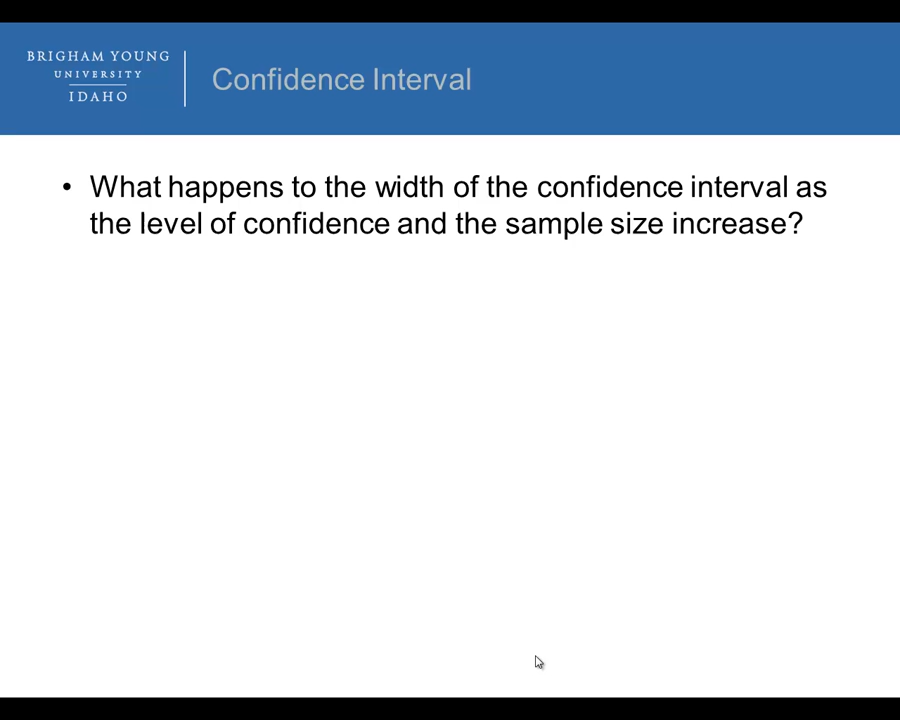 BRIGHAM YOUNG
UNIVERSITY
IDAHO
Confidence Interval
• What happens to the width of the confidence interval as
the level of confidence and the sample size increase?